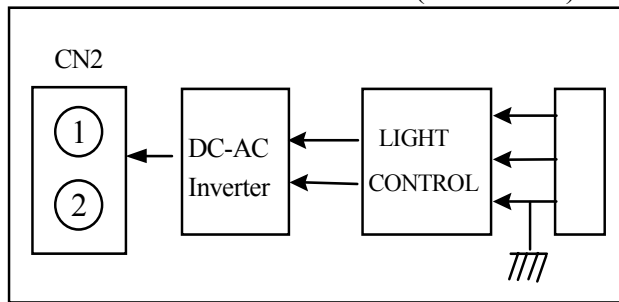 CN2
1
2
DC-AC
Inverter
LIGHT
CONTROL